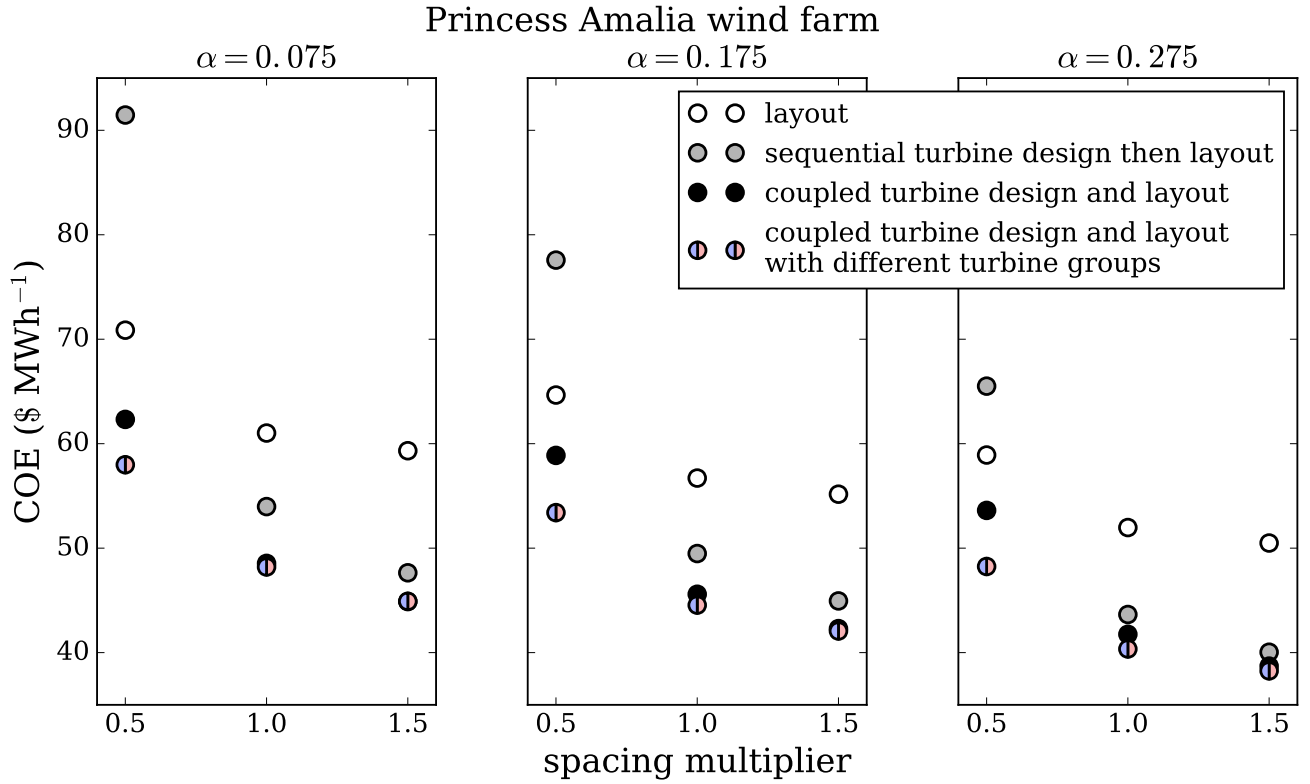 Princess Amalia wind farm
α = 0.075
α = 0.175
α = 0.275
layout
sequential turbine design then layout
coupled turbine design and layout
coupled turbine design and layout
with different turbine groups
COE ($ MWh⁻¹)
90
80
70
60
50
40
0.5 1.0 1.5
0.5 1.0 1.5
0.5 1.0 1.5
spacing multiplier